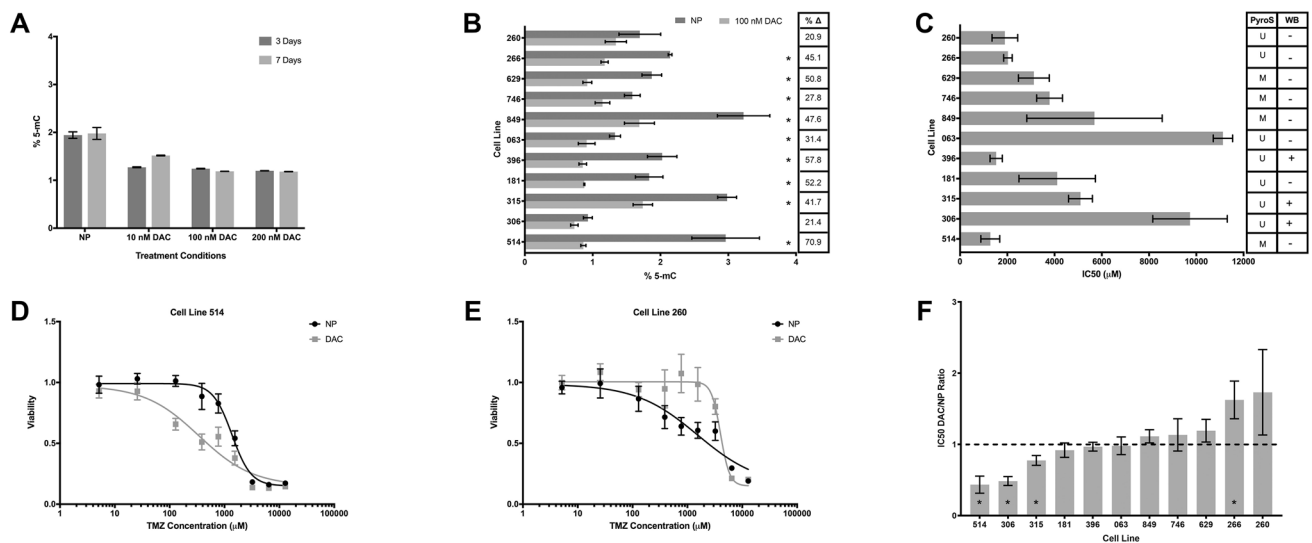 A
% 5-mC
3 Days
7 Days
3
2
1
0
NP
10 nM DAC
100 nM DAC
200 nM DAC
Treatment Conditions
B
NP
100 nM DAC
% Δ
Cell Line
260
20.9
266
* 45.1
629
* 50.8
746
* 27.8
849
* 47.6
063
* 31.4
396
* 57.8
181
* 52.2
315
* 41.7
306
21.4
514
* 70.9
0 1 2 3 4
% 5-mC
C
PyroS WB
Cell Line
260
U -
266
U -
629
M -
746
M -
849
M -
063
U -
396
U +
181
U -
315
U +
306
U +
514
M -
0 2000 4000 6000 8000 10000 12000
IC50 (μM)
D
Cell Line 514
NP
DAC
Viability
1.5
1.0
0.5
0.0
1 10 100 1000 10000 100000
TMZ Concentration (μM)
E
Cell Line 260
NP
DAC
Viability
1.5
1.0
0.5
0.0
1 10 100 1000 10000 100000
TMZ Concentration (μM)
F
IC50 DAC/NP Ratio
3
2
1
0
* * * *
514 306 315 181 396 063 849 746 629 266 260
Cell Line